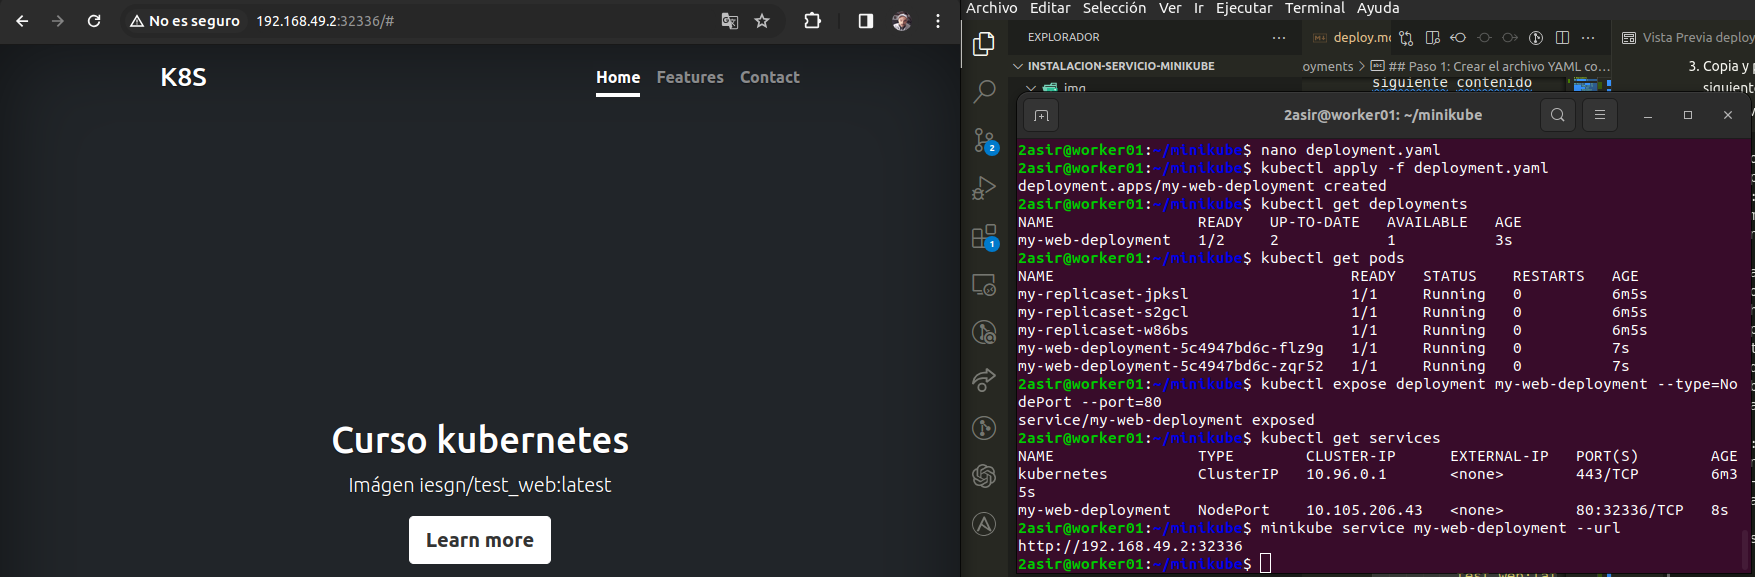 No es seguro 192.168.49.2:32336/#
K8S
Home Features Contact
Curso kubernetes
Imágen iesgn/test_web:latest
Learn more
Archivo Editar Selección Ver Ir Ejecutar Terminal Ayuda
EXPLORADOR
INSTALACION-SERVICIO-MINIKUBE
img
2
1
deploy.mc
Vista Previa deploy
oyments > ## Paso 1: Crear el archivo YAML co...
siguiente contenido
3. Copia y p
siguiente
2asir@worker01: ~/minikube
2asir@worker01:~/minikube$ nano deployment.yaml
2asir@worker01:~/minikube$ kubectl apply -f deployment.yaml
deployment.apps/my-web-deployment created
2asir@worker01:~/minikube$ kubectl get deployments
NAME READY UP-TO-DATE AVAILABLE AGE
my-web-deployment 1/2 2 1 3s
2asir@worker01:~/minikube$ kubectl get pods
NAME READY STATUS RESTARTS AGE
my-replicaset-jpksl 1/1 Running 0 6m5s
my-replicaset-s2gcl 1/1 Running 0 6m5s
my-replicaset-w86bs 1/1 Running 0 6m5s
my-web-deployment-5c4947bd6c-flz9g 1/1 Running 0 7s
my-web-deployment-5c4947bd6c-zqr52 1/1 Running 0 7s
2asir@worker01:~/minikube$ kubectl expose deployment my-web-deployment --type=No
dePort --port=80
service/my-web-deployment exposed
2asir@worker01:~/minikube$ kubectl get services
NAME TYPE CLUSTER-IP EXTERNAL-IP PORT(S) AGE
kubernetes ClusterIP 10.96.0.1 <none> 443/TCP 6m3
5s
my-web-deployment NodePort 10.105.206.43 <none> 80:32336/TCP 8s
2asir@worker01:~/minikube$ minikube service my-web-deployment --url
http://192.168.49.2:32336
2asir@worker01:~/minikube$